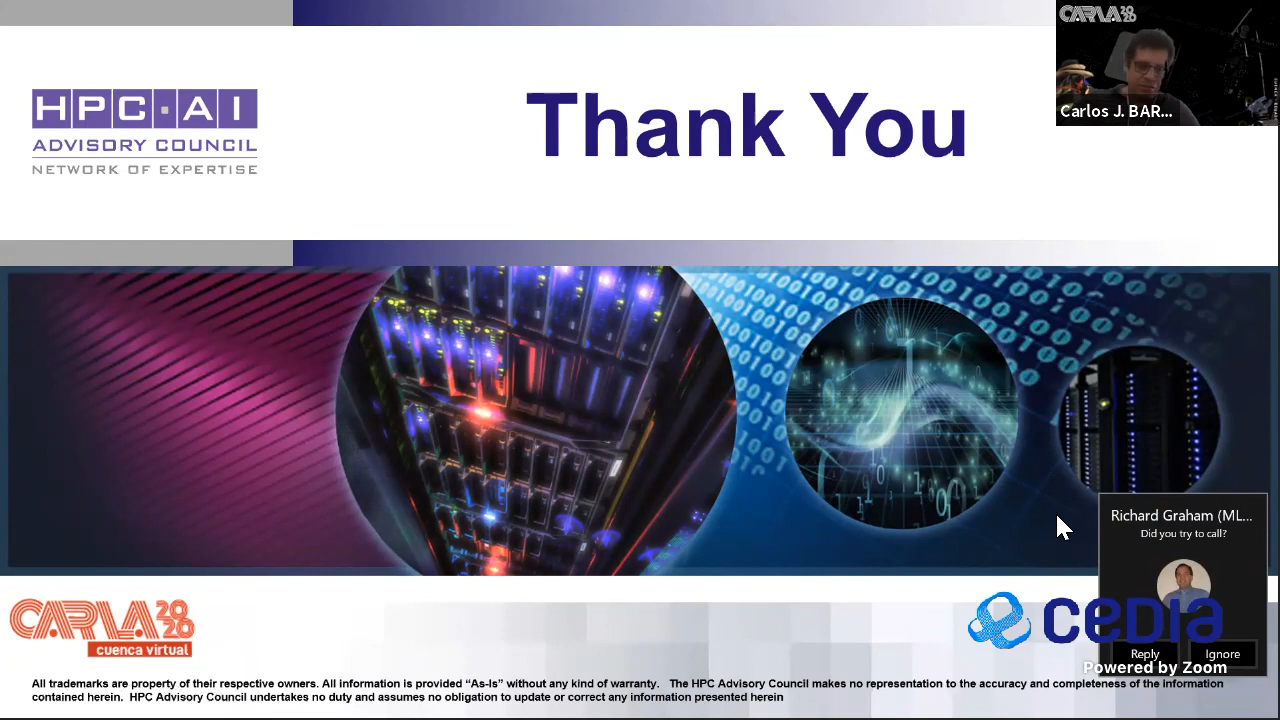 CARLA 2020
Carlos J. BAR...
HPC·AI
ADVISORY COUNCIL
NETWORK OF EXPERTISE
Thank You
Richard Graham (ML...
Did you try to call?
CARLA 2020
cuenca virtual
cedia
Reply
Ignore
Powered by Zoom
All trademarks are property of their respective owners. All information is provided “As-Is” without any kind of warranty. The HPC Advisory Council makes no representation to the accuracy and completeness of the information
contained herein. HPC Advisory Council undertakes no duty and assumes no obligation to update or correct any information presented herein